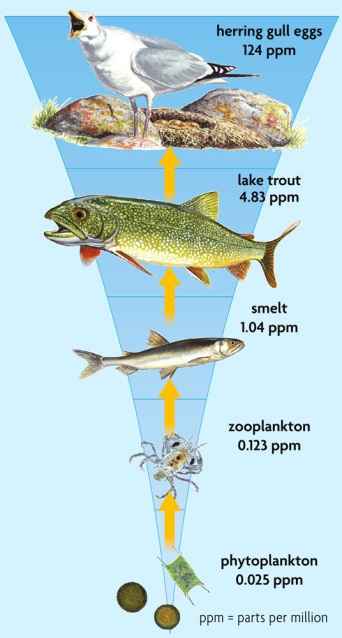 herring gull eggs
124 ppm
lake trout
4.83 ppm
smelt
1.04 ppm
zooplankton
0.123 ppm
phytoplankton
0.025 ppm
ppm = parts per million